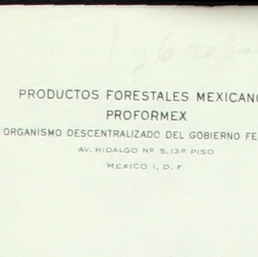 PRODUCTOS FORESTALES MEXICANO
PROFORMEX
ORGANISMO DESCENTRALIZADO DEL GOBIERNO FE
AV. HIDALGO Nº 5, 13º PISO
MEXICO 1, D. F.